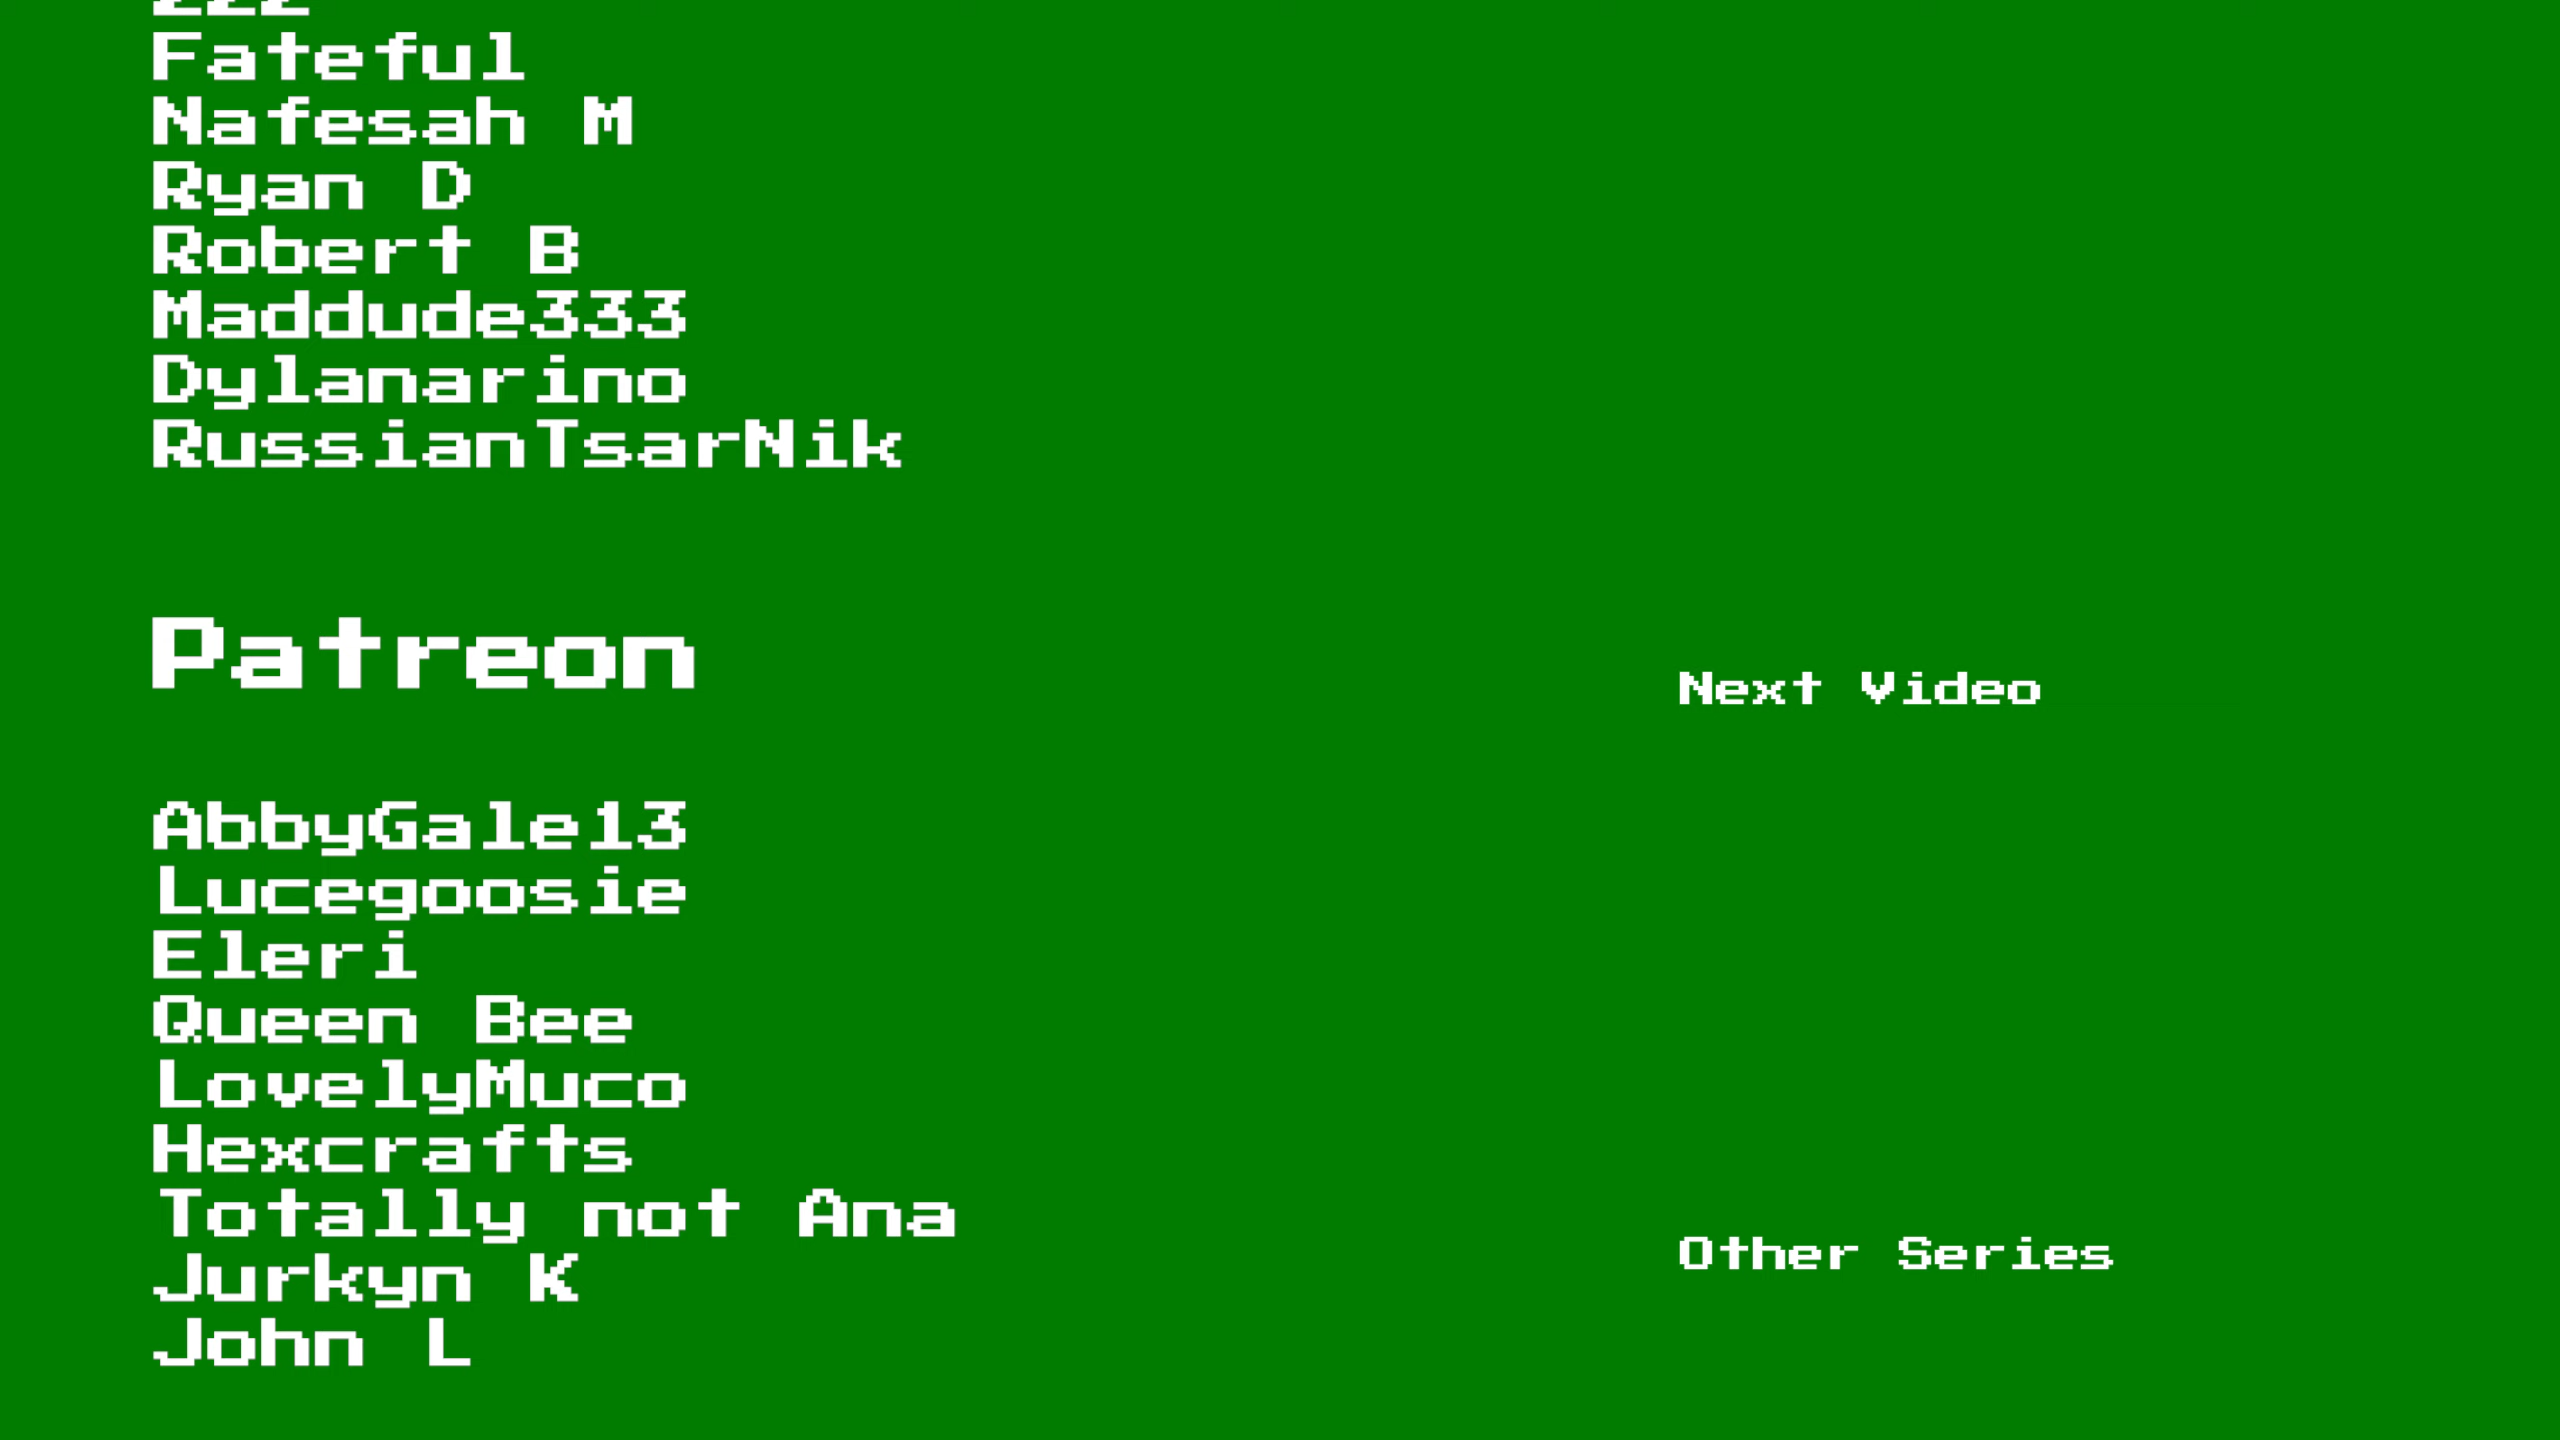 Fateful
Nafesah M
Ryan D
Robert B
Maddude333
Dylanarino
RussianTsarNik
Patreon
AbbyGale13
Lucegoosie
Eleri
Queen Bee
LovelyMuco
Hexcrafts
Totally not Ana
Jurkyn K
John L
Next Video
Other Series